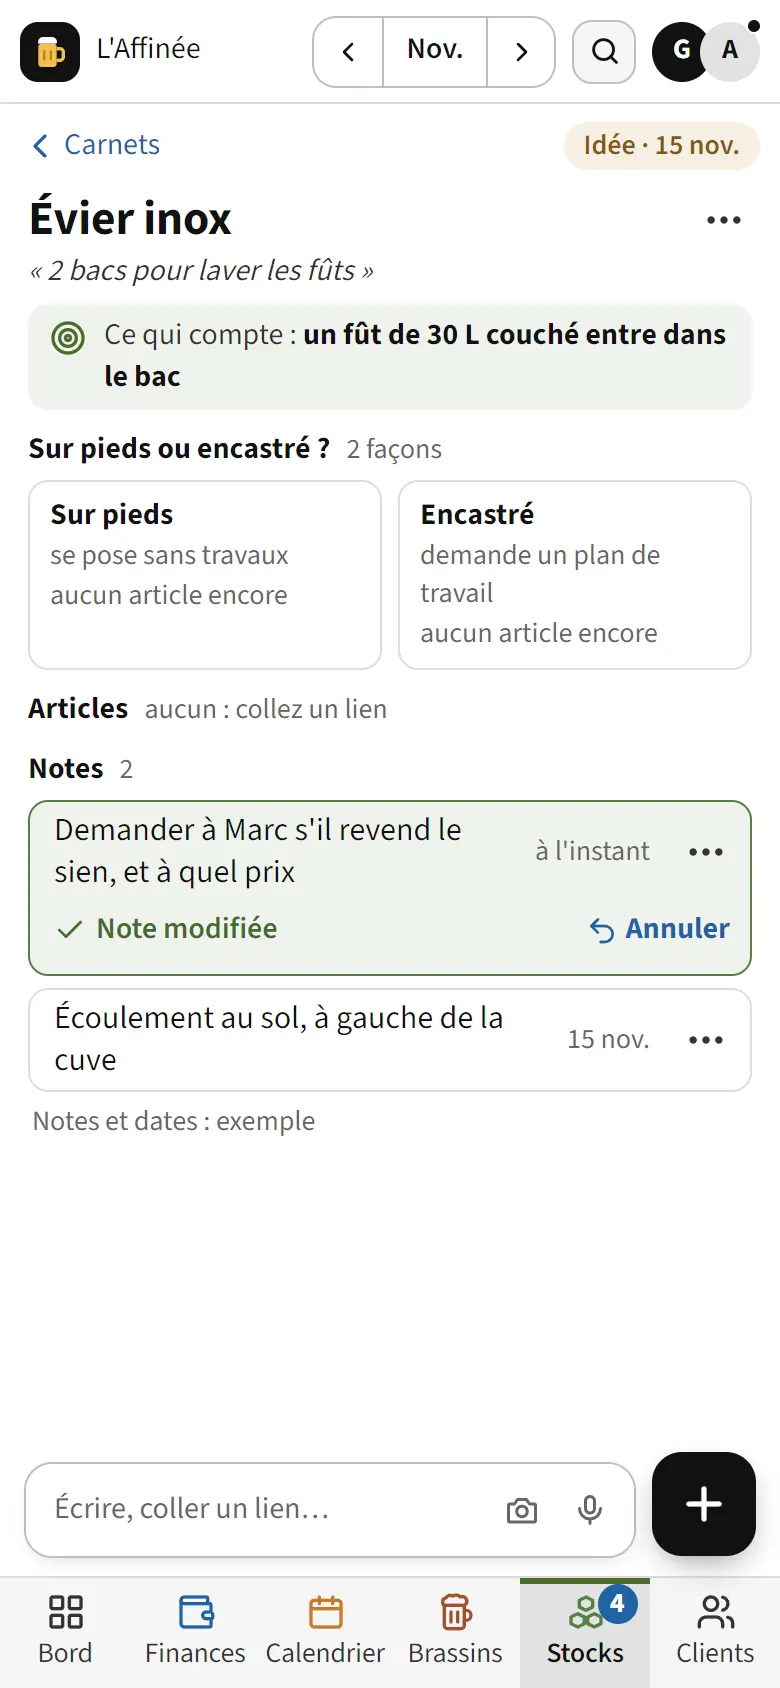 L'Affinée
Nov.
G
A
Carnets
Idée · 15 nov.
Évier inox
« 2 bacs pour laver les fûts »
Ce qui compte : un fût de 30 L couché entre dans
le bac
Sur pieds ou encastré ? 2 façons
Sur pieds
se pose sans travaux
aucun article encore
Encastré
demande un plan de
travail
aucun article encore
Articles aucun : collez un lien
Notes 2
Demander à Marc s'il revend le
sien, et à quel prix
à l'instant
Note modifiée
Annuler
Écoulement au sol, à gauche de la
cuve
15 nov.
Notes et dates : exemple
Écrire, coller un lien…
Bord
Finances
Calendrier
Brassins
4
Stocks
Clients